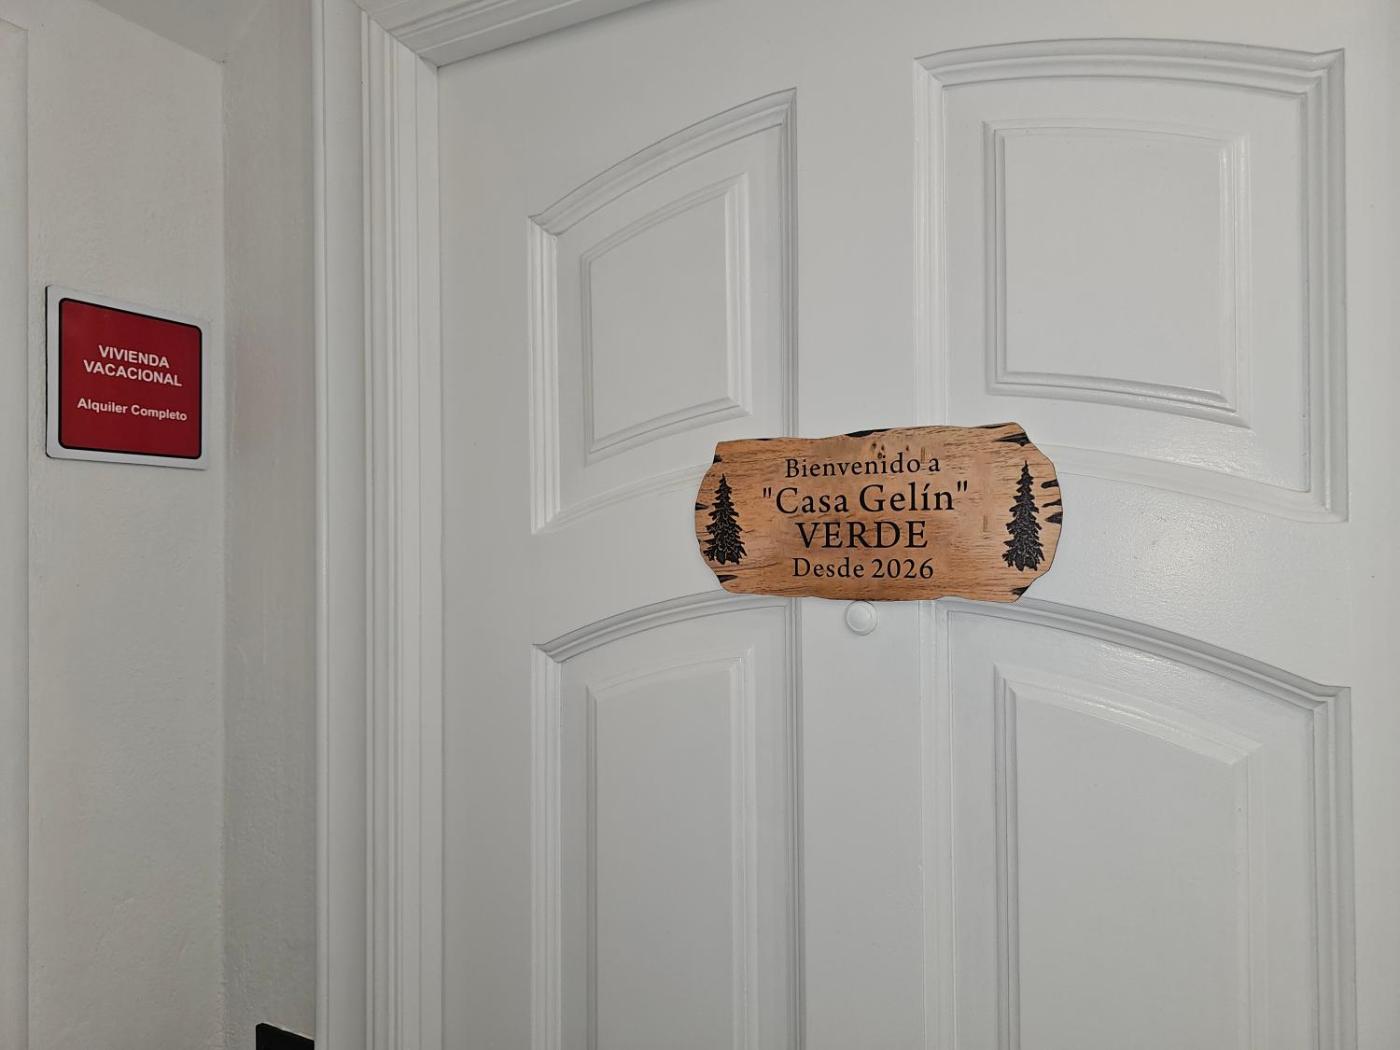 VIVIENDA
VACACIONAL
Alquiler Completo
Bienvenido a
"Casa Gelín"
VERDE
Desde 2026